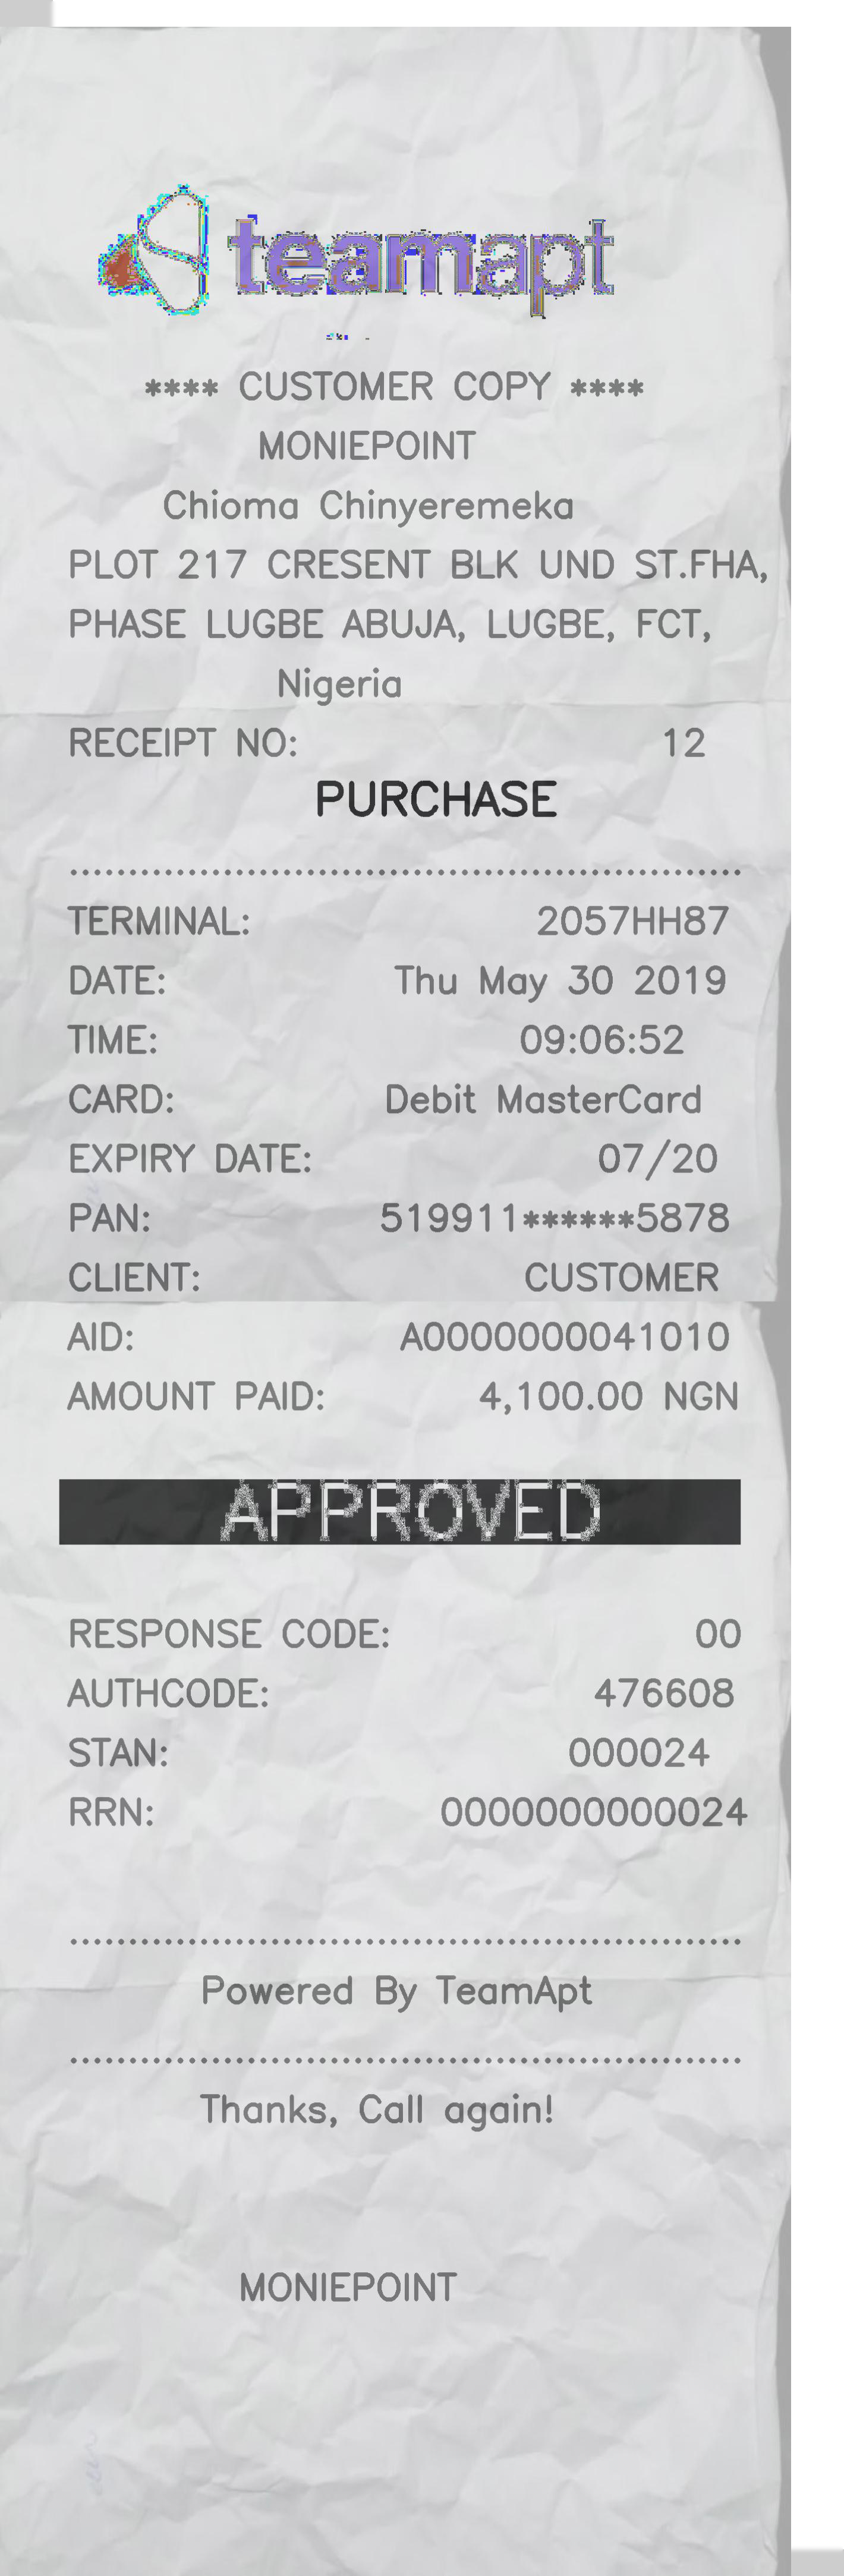 teamapt
**** CUSTOMER COPY ****
MONIEPOINT
Chioma Chinyeremeka
PLOT 217 CRESENT BLK UND ST.FHA,
PHASE LUGBE ABUJA, LUGBE, FCT,
Nigeria
RECEIPT NO: 12
PURCHASE
TERMINAL: 2057HH87
DATE: Thu May 30 2019
TIME: 09:06:52
CARD: Debit MasterCard
EXPIRY DATE: 07/20
PAN: 519911******5878
CLIENT: CUSTOMER
AID: A0000000041010
AMOUNT PAID: 4,100.00 NGN
APPROVED
RESPONSE CODE: 00
AUTHCODE: 476608
STAN: 000024
RRN: 0000000000024
Powered By TeamApt
Thanks, Call again!
MONIEPOINT